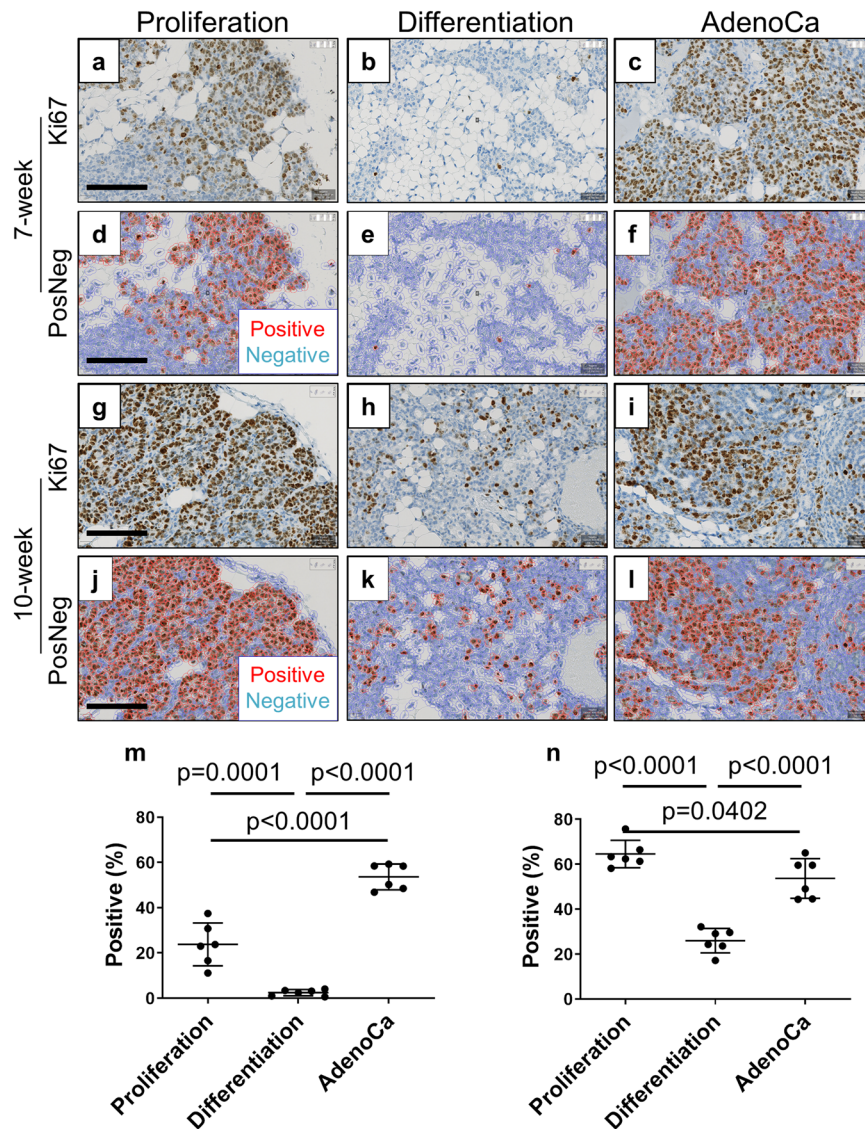 Proliferation Differentiation AdenoCa
7-week
Ki67
a b c
PosNeg
d e f
Positive
Negative
10-week
Ki67
g h i
PosNeg
j k l
Positive
Negative
m
p=0.0001 p<0.0001
p<0.0001
Positive (%)
80
60
40
20
0
Proliferation
Differentiation
AdenoCa
n
p<0.0001 p<0.0001
p=0.0402
Positive (%)
80
60
40
20
0
Proliferation
Differentiation
AdenoCa